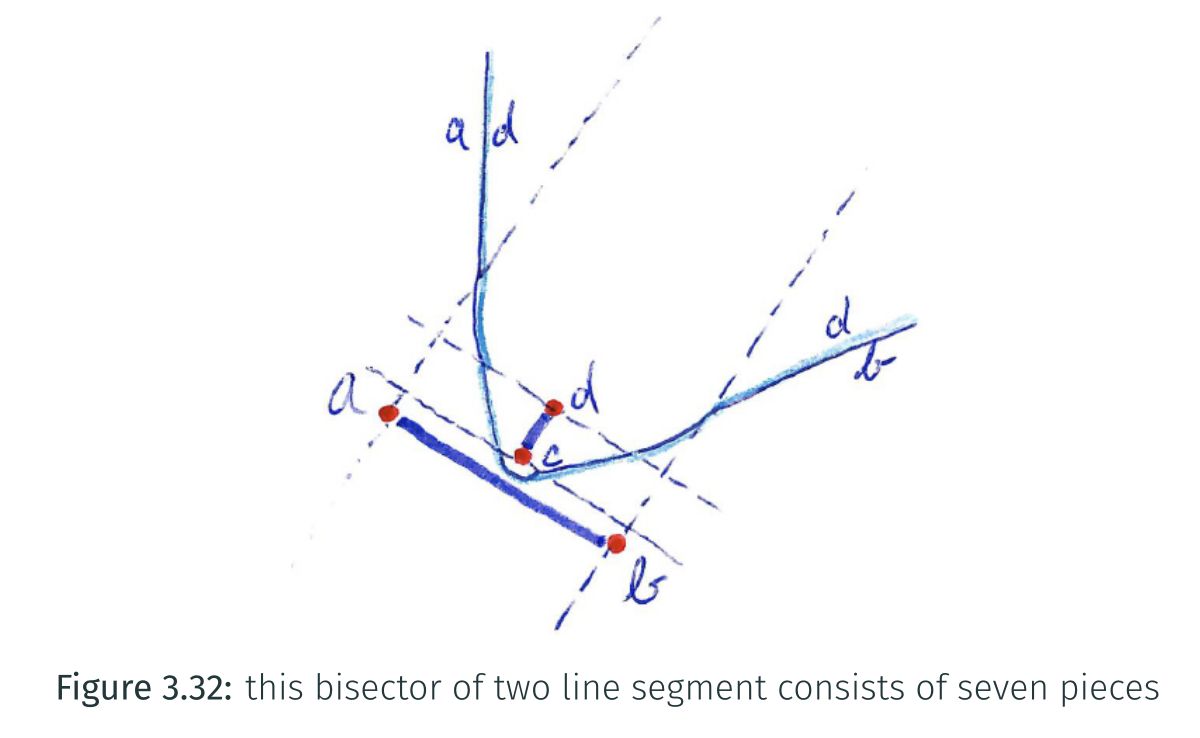 a d
d
b
a
d
c
b
Figure 3.32: this bisector of two line segment consists of seven pieces